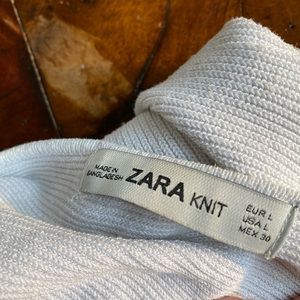 MADE IN
BANGLADESH
ZARA KNIT
EUR L
USA L
MEX 30